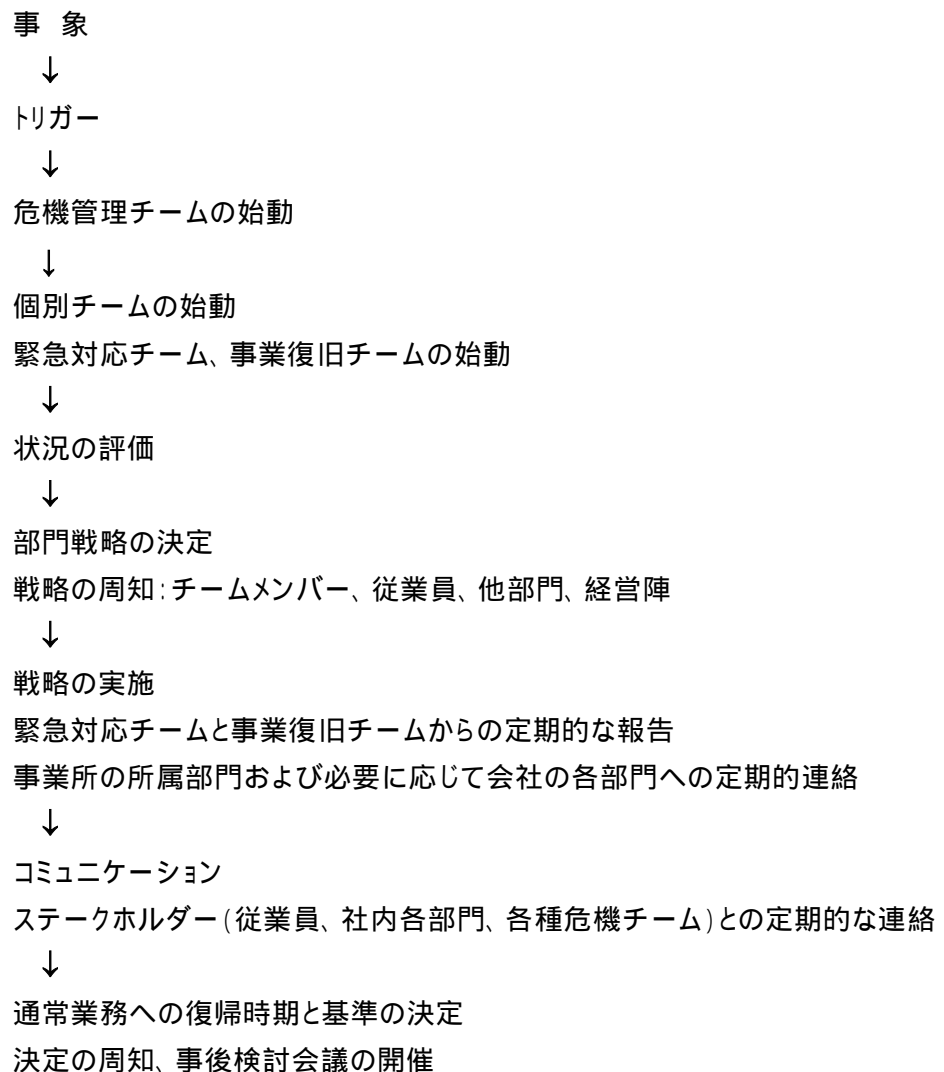 事 象
↓
トリガー
↓
危機管理チームの始動
↓
個別チームの始動
緊急対応チーム、事業復旧チームの始動
↓
状況の評価
↓
部門戦略の決定
戦略の周知:チームメンバー、従業員、他部門、経営陣
↓
戦略の実施
緊急対応チームと事業復旧チームからの定期的な報告
事業所の所属部門および必要に応じて会社の各部門への定期的連絡
↓
コミュニケーション
ステークホルダー(従業員、社内各部門、各種危機チーム)との定期的な連絡
↓
通常業務への復帰時期と基準の決定
決定の周知、事後検討会議の開催